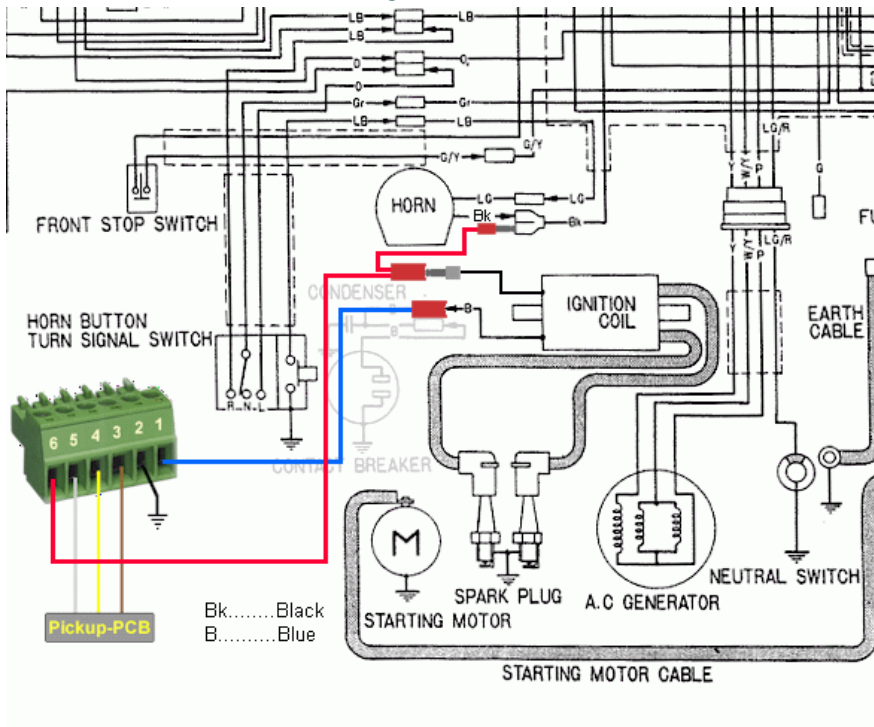 LB
LB
LB
LB
O
O
O
Gr
Gr
LB
LB
G/Y
G/Y
LG/R
Y
W/Y
P
G
FRONT STOP SWITCH
HORN
LG
LG
Bk
Bk
Y
W/Y
P
LG/R
CONDENSER
B
B
B
IGNITION
COIL
EARTH
CABLE
HORN BUTTON
TURN SIGNAL SWITCH
R N L
6 5 4 3 2 1
CONTACT BREAKER
M
NEUTRAL SWITCH
SPARK PLUG
A.C GENERATOR
Bk.......Black
B..........Blue
STARTING MOTOR
Pickup-PCB
STARTING MOTOR CABLE